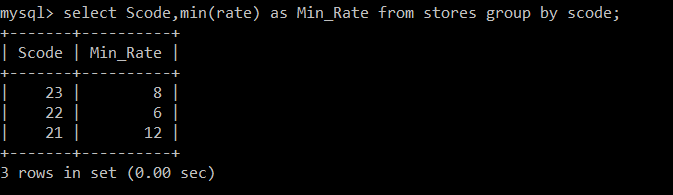 mysql> select Scode,min(rate) as Min_Rate from stores group by scode;
+-------+----------+
| Scode | Min_Rate |
+-------+----------+
|    23 |        8 |
|    22 |        6 |
|    21 |       12 |
+-------+----------+
3 rows in set (0.00 sec)